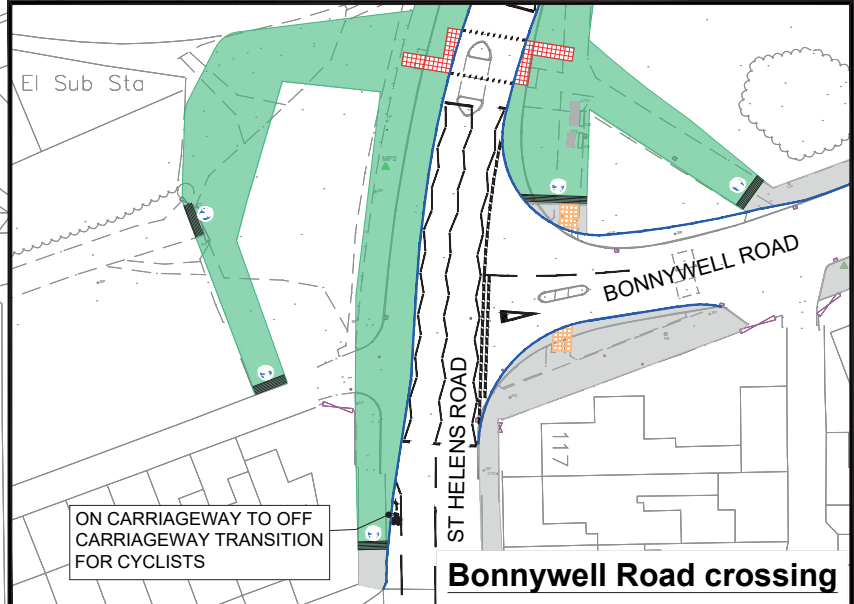 El Sub Sta
MP2
BONNYWELL ROAD
ST HELENS ROAD
117
ON CARRIAGEWAY TO OFF
CARRIAGEWAY TRANSITION
FOR CYCLISTS
Bonnywell Road crossing